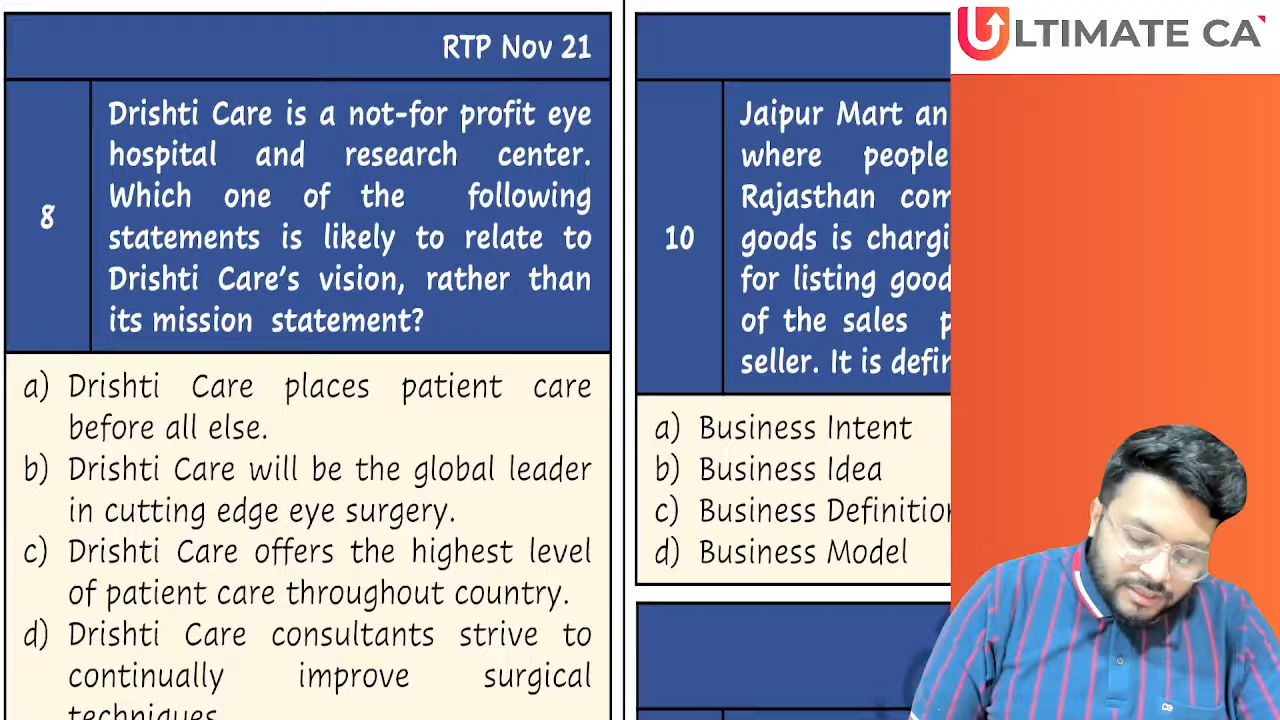 RTP Nov 21
8
Drishti Care is a not-for profit eye
hospital and research center.
Which one of the following
statements is likely to relate to
Drishti Care's vision, rather than
its mission statement?
a) Drishti Care places patient care
before all else.
b) Drishti Care will be the global leader
in cutting edge eye surgery.
c) Drishti Care offers the highest level
of patient care throughout country.
d) Drishti Care consultants strive to
continually improve surgical
techniques
10
Jaipur Mart an
where people
Rajasthan com
goods is chargi
for listing good
of the sales p
seller. It is defin
a) Business Intent
b) Business Idea
c) Business Definition
d) Business Model
ULTIMATE CA